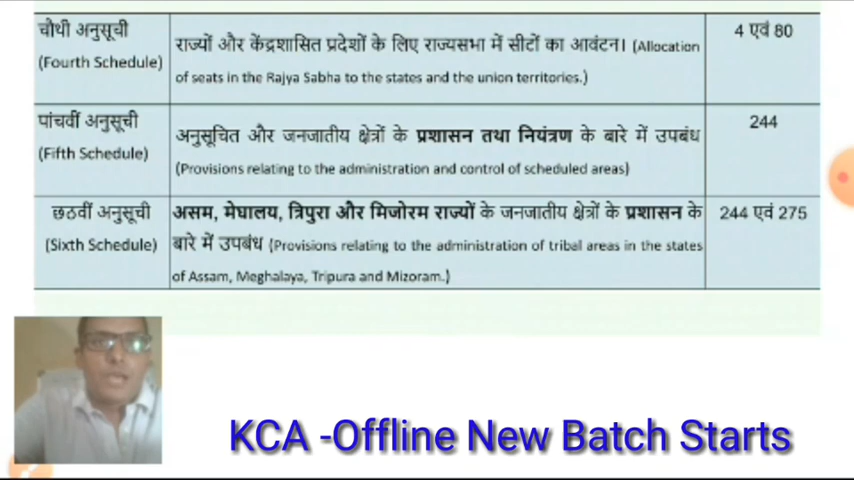 चौथी अनुसूची
(Fourth Schedule)
राज्यों और केंद्रशासित प्रदेशों के लिए राज्यसभा में सीटों का आवंटन। (Allocation
of seats in the Rajya Sabha to the states and the union territories.)
4 एवं 80
पांचवीं अनुसूची
(Fifth Schedule)
अनुसूचित और जनजातीय क्षेत्रों के प्रशासन तथा नियंत्रण के बारे में उपबंध
(Provisions relating to the administration and control of scheduled areas)
244
छठवीं अनुसूची
(Sixth Schedule)
असम, मेघालय, त्रिपुरा और मिजोरम राज्यों के जनजातीय क्षेत्रों के प्रशासन के
बारे में उपबंध (Provisions relating to the administration of tribal areas in the states
of Assam, Meghalaya, Tripura and Mizoram.)
244 एवं 275
KCA -Offline New Batch Starts